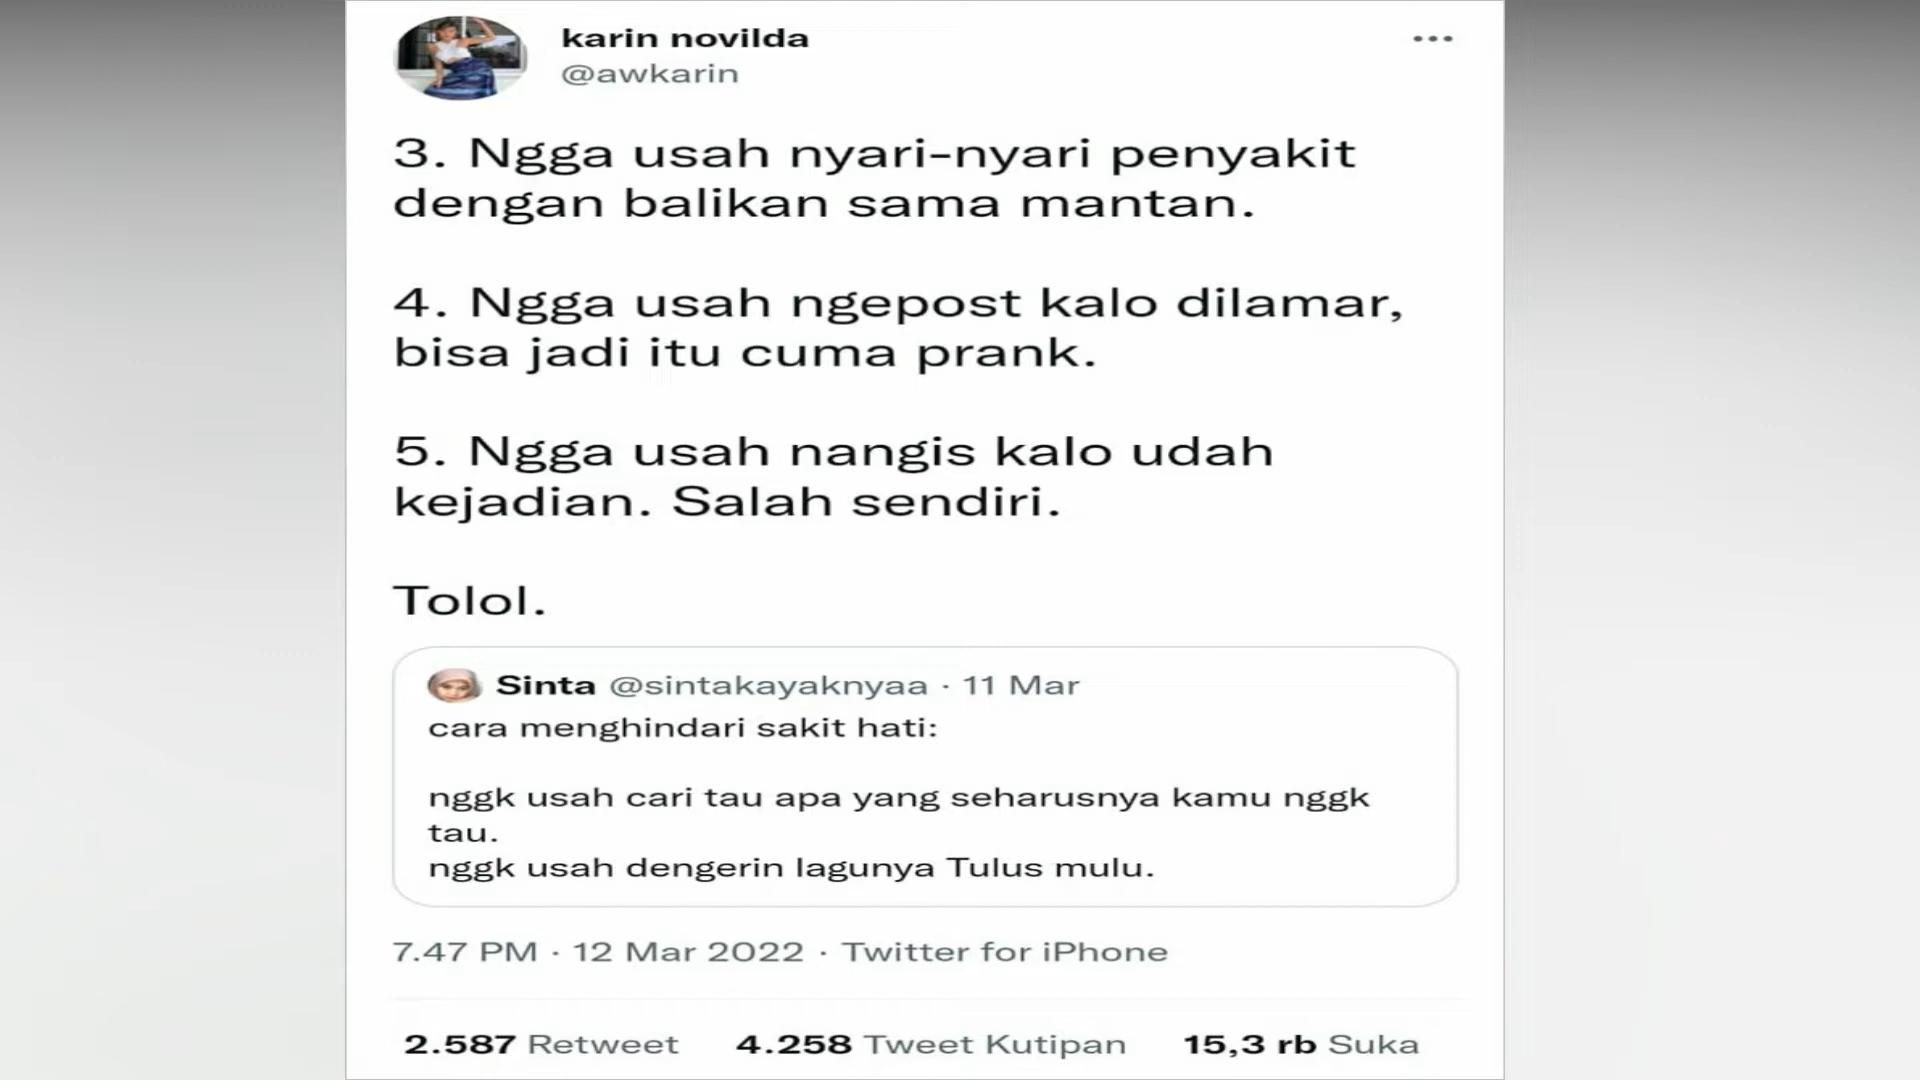 karin novilda
@awkarin
3. Ngga usah nyari-nyari penyakit
dengan balikan sama mantan.
4. Ngga usah ngepost kalo dilamar,
bisa jadi itu cuma prank.
5. Ngga usah nangis kalo udah
kejadian. Salah sendiri.
Tolol.
Sinta @sintakayaknyaa · 11 Mar
cara menghindari sakit hati:
nggk usah cari tau apa yang seharusnya kamu nggk
tau.
nggk usah dengerin lagunya Tulus mulu.
7.47 PM · 12 Mar 2022 · Twitter for iPhone
2.587 Retweet 4.258 Tweet Kutipan 15,3 rb Suka